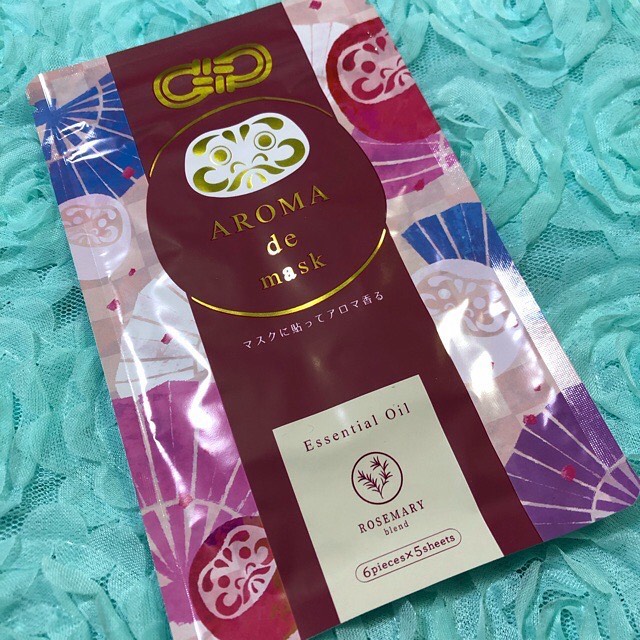 AROMA
de
mask
マスクに貼ってアロマ香る
Essential Oil
ROSEMARY
blend
6pieces×5sheets